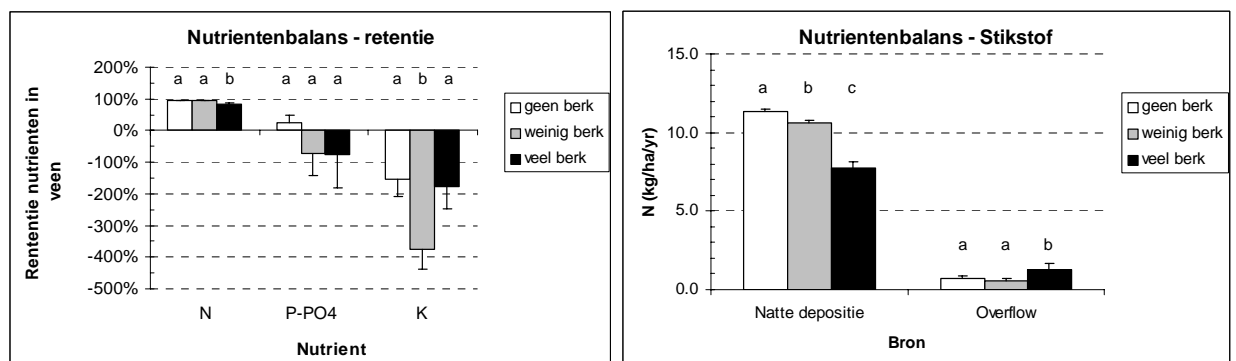 Nutrientenbalans - retentie
200%
100%
0%
-100%
-200%
-300%
-400%
-500%
a a b a a a a b a
Rententie nutrienten in
veen
N P-PO4 K
Nutrient
geen berk
weinig berk
veel berk
Nutrientenbalans - Stikstof
15.0
10.0
5.0
0.0
a b c
a a b
N (kg/ha/yr)
Natte depositie Overflow
Bron
geen berk
weinig berk
veel berk